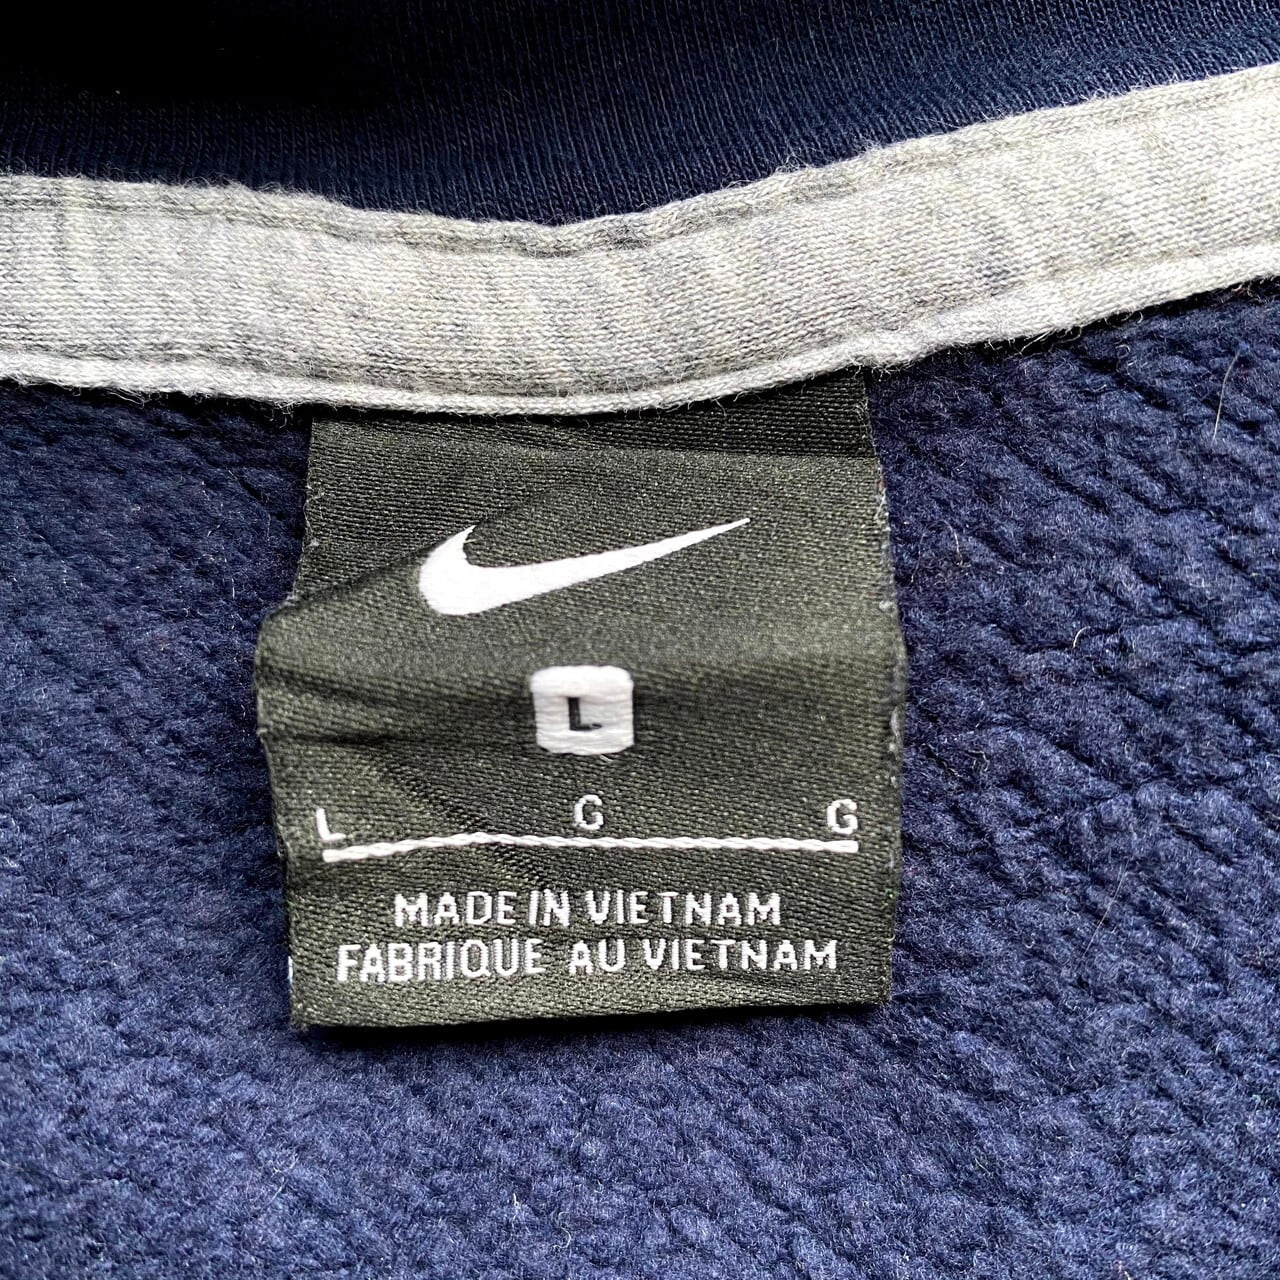 L
L G G
MADE IN VIETNAM
FABRIQUE AU VIETNAM